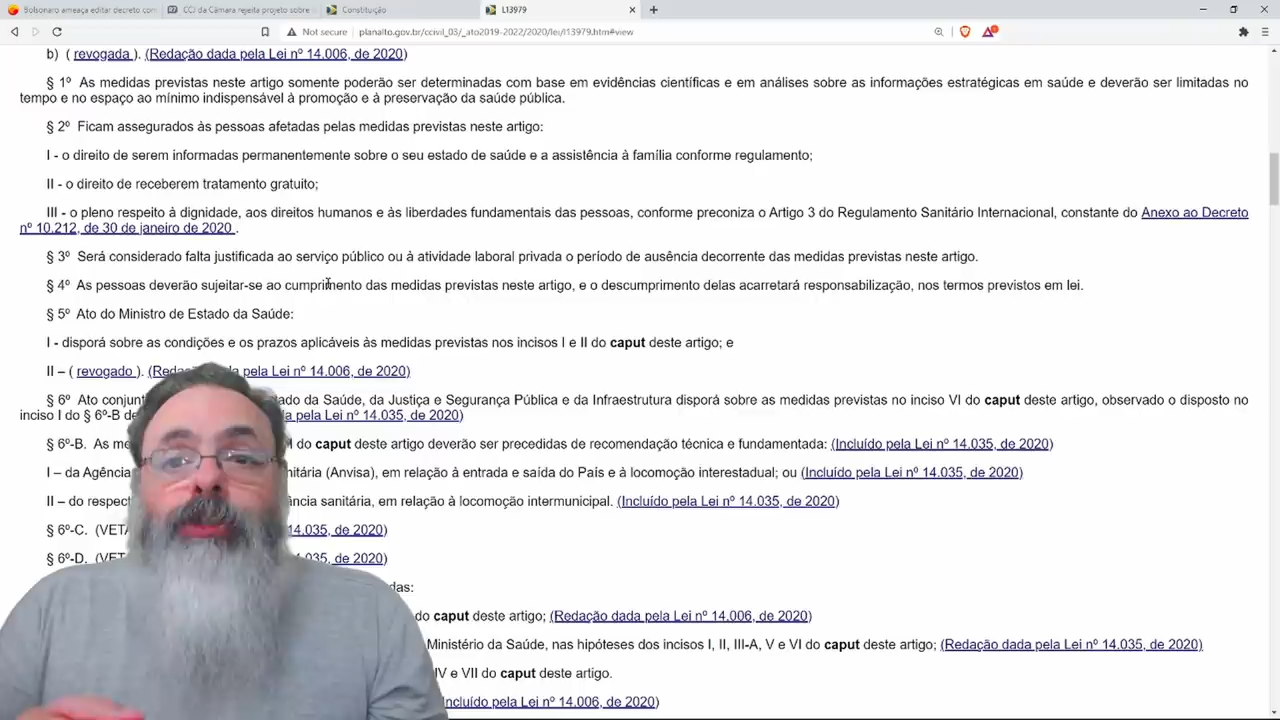 Bolsonaro ameaça editar decreto com
CCJ da Câmara rejeita projeto sobre
Constituição
L13979
Not secure planalto.gov.br/ccivil_03/_ato2019-2022/2020/lei/l13979.htm#view
b) ( revogada ). (Redação dada pela Lei nº 14.006, de 2020)
§ 1º As medidas previstas neste artigo somente poderão ser determinadas com base em evidências científicas e em análises sobre as informações estratégicas em saúde e deverão ser limitadas no
tempo e no espaço ao mínimo indispensável à promoção e à preservação da saúde pública.
§ 2º Ficam assegurados às pessoas afetadas pelas medidas previstas neste artigo:
I - o direito de serem informadas permanentemente sobre o seu estado de saúde e a assistência à família conforme regulamento;
II - o direito de receberem tratamento gratuito;
III - o pleno respeito à dignidade, aos direitos humanos e às liberdades fundamentais das pessoas, conforme preconiza o Artigo 3 do Regulamento Sanitário Internacional, constante do Anexo ao Decreto
nº 10.212, de 30 de janeiro de 2020 .
§ 3º Será considerado falta justificada ao serviço público ou à atividade laboral privada o período de ausência decorrente das medidas previstas neste artigo.
§ 4º As pessoas deverão sujeitar-se ao cumprimento das medidas previstas neste artigo, e o descumprimento delas acarretará responsabilização, nos termos previstos em lei.
§ 5º Ato do Ministro de Estado da Saúde:
I - disporá sobre as condições e os prazos aplicáveis às medidas previstas nos incisos I e II do caput deste artigo; e
II – ( revogado ). (Redação dada pela Lei nº 14.006, de 2020)
§ 6º Ato conjunt tado da Saúde, da Justiça e Segurança Pública e da Infraestrutura disporá sobre as medidas previstas no inciso VI do caput deste artigo, observado o disposto no
inciso I do § 6º-B de da pela Lei nº 14.035, de 2020)
§ 6º-B. As me I do caput deste artigo deverão ser precedidas de recomendação técnica e fundamentada: (Incluído pela Lei nº 14.035, de 2020)
I – da Agência nitária (Anvisa), em relação à entrada e saída do País e à locomoção interestadual; ou (Incluído pela Lei nº 14.035, de 2020)
II – do respect ância sanitária, em relação à locomoção intermunicipal. (Incluído pela Lei nº 14.035, de 2020)
§ 6º-C. (VET 14.035, de 2020)
§ 6º-D. (VET 035, de 2020)
das:
do caput deste artigo; (Redação dada pela Lei nº 14.006, de 2020)
Ministério da Saúde, nas hipóteses dos incisos I, II, III-A, V e VI do caput deste artigo; (Redação dada pela Lei nº 14.035, de 2020)
IV e VII do caput deste artigo.
ncluído pela Lei nº 14.006, de 2020)